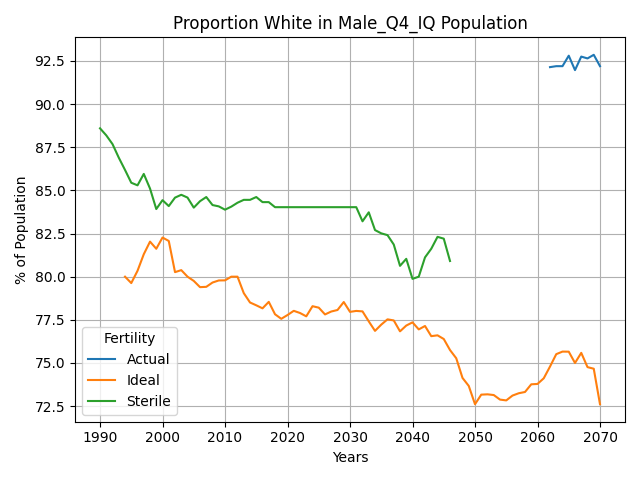 Proportion White in Male_Q4_IQ Population
% of Population
92.5
90.0
87.5
85.0
82.5
80.0
77.5
75.0
72.5
Fertility
Actual
Ideal
Sterile
1990 2000 2010 2020 2030 2040 2050 2060 2070
Years